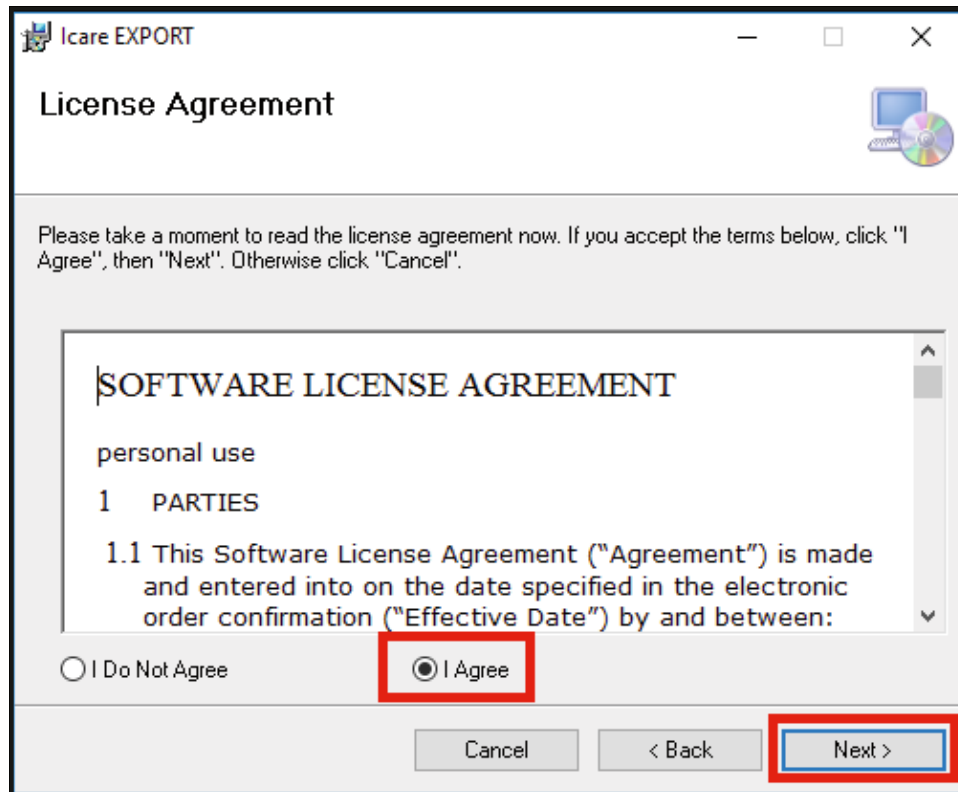 Icare EXPORT
License Agreement
Please take a moment to read the license agreement now. If you accept the terms below, click "I
Agree", then "Next". Otherwise click "Cancel".
SOFTWARE LICENSE AGREEMENT
personal use
1 PARTIES
1.1 This Software License Agreement (“Agreement”) is made
and entered into on the date specified in the electronic
order confirmation (“Effective Date”) by and between:
I Do Not Agree
I Agree
Cancel
< Back
Next >